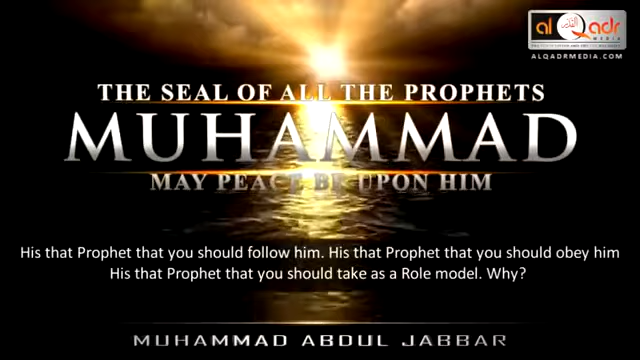 al Qadr
MEDIA
ALQADRMEDIA.COM
THE SEAL OF ALL THE PROPHETS
MUHAMMAD
MAY PEACE BE UPON HIM
His that Prophet that you should follow him. His that Prophet that you should obey him
His that Prophet that you should take as a Role model. Why?
MUHAMMAD ABDUL JABBAR